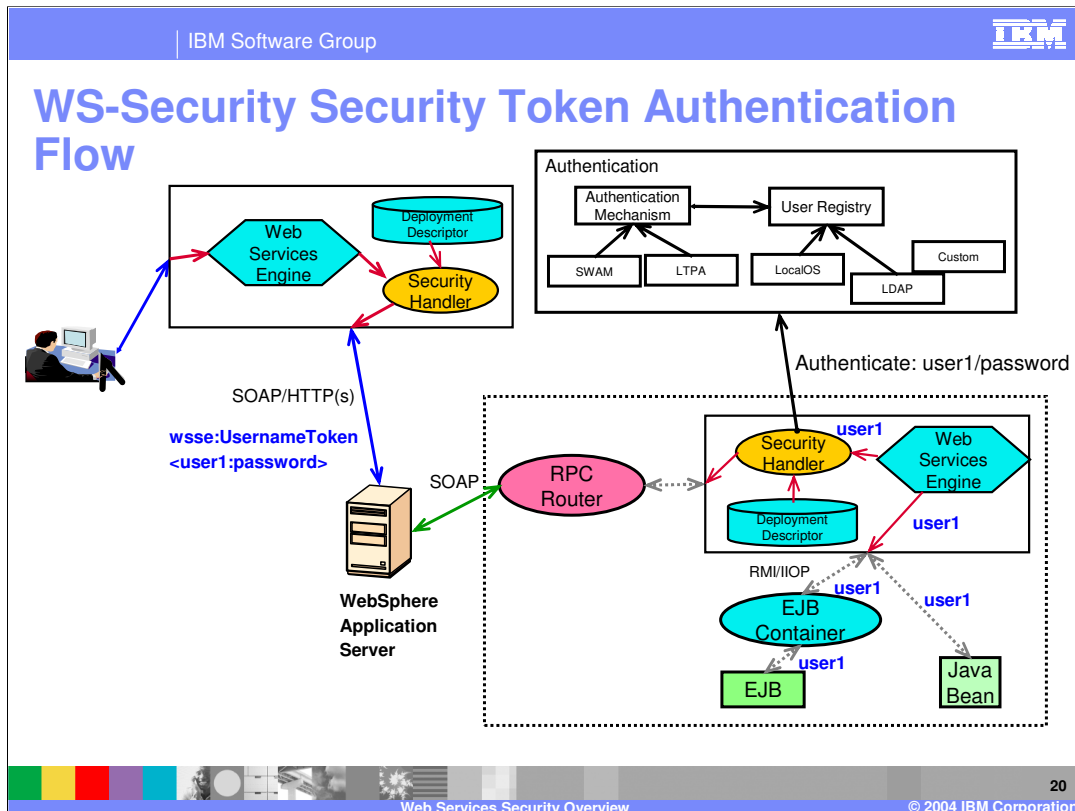 IBM Software Group
IBM
WS-Security Security Token Authentication
Flow
Authentication
Authentication
Mechanism
User Registry
SWAM
LTPA
LocalOS
LDAP
Custom
Web
Services
Engine
Deployment
Descriptor
Security
Handler
Authenticate: user1/password
SOAP/HTTP(s)
wsse:UsernameToken
<user1:password>
SOAP
RPC
Router
Security
Handler
user1
Web
Services
Engine
Deployment
Descriptor
user1
WebSphere
Application
Server
RMI/IIOP
user1
user1
EJB
Container
user1
EJB
Java
Bean
20
Web Services Security Overview
© 2004 IBM Corporation